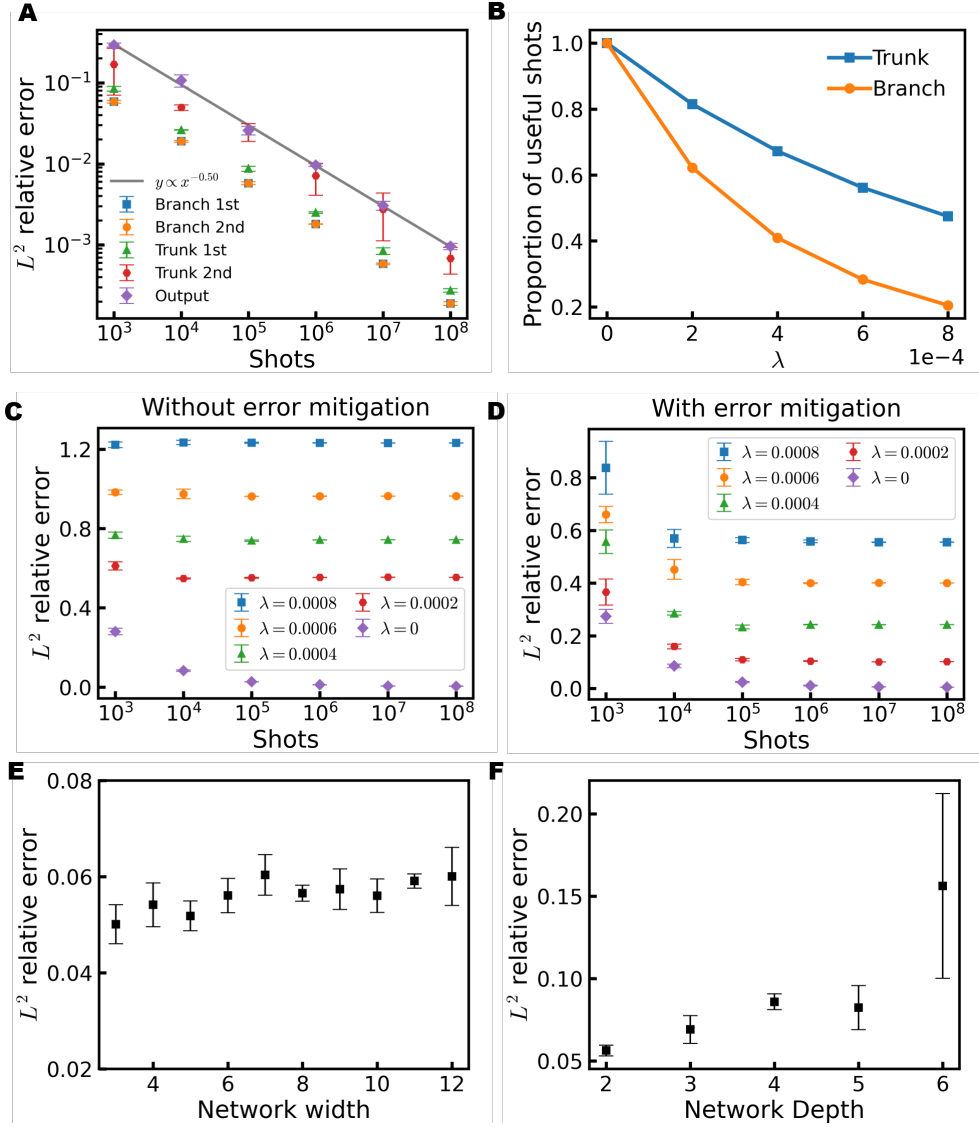 A
L² relative error
10⁻¹
10⁻²
10⁻³
y ∝ x⁻⁰·⁵⁰
Branch 1st
Branch 2nd
Trunk 1st
Trunk 2nd
Output
10³ 10⁴ 10⁵ 10⁶ 10⁷ 10⁸
Shots
B
Proportion of useful shots
1.0
0.8
0.6
0.4
0.2
Trunk
Branch
0 2 4 6 8
λ
1e−4
C
Without error mitigation
L² relative error
1.2
0.8
0.4
0.0
λ = 0.0008
λ = 0.0006
λ = 0.0004
λ = 0.0002
λ = 0
10³ 10⁴ 10⁵ 10⁶ 10⁷ 10⁸
Shots
D
With error mitigation
L² relative error
0.8
0.6
0.4
0.2
0.0
λ = 0.0008
λ = 0.0006
λ = 0.0004
λ = 0.0002
λ = 0
10³ 10⁴ 10⁵ 10⁶ 10⁷ 10⁸
Shots
E
L² relative error
0.08
0.06
0.04
0.02
4 6 8 10 12
Network width
F
L² relative error
0.20
0.15
0.10
0.05
2 3 4 5 6
Network Depth